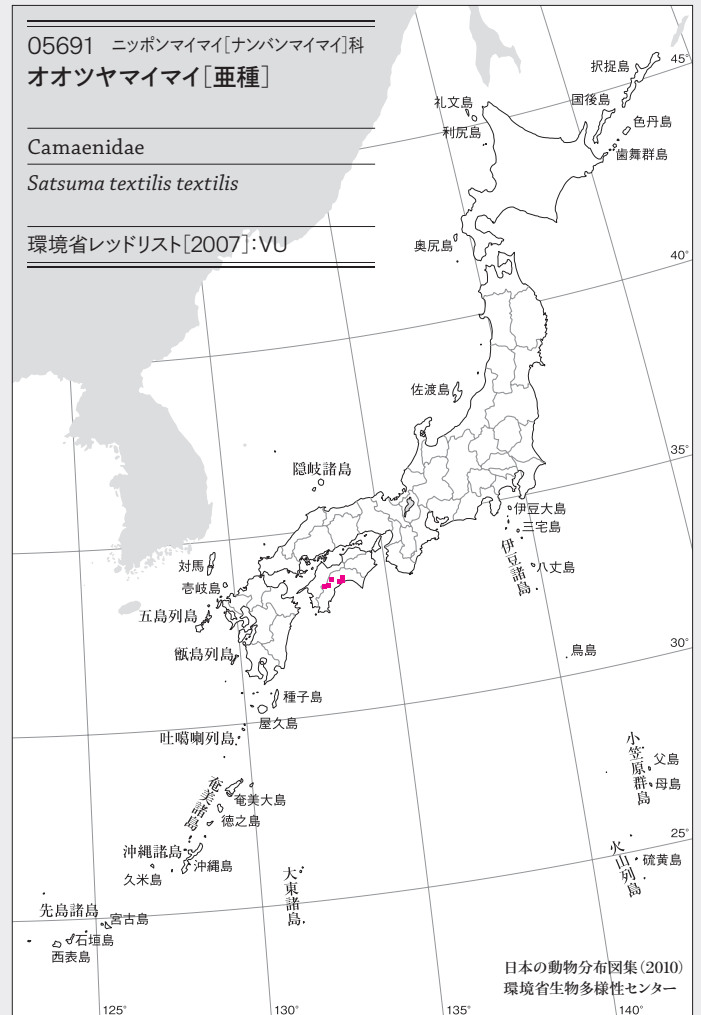 05691 ニッポンマイマイ[ナンバンマイマイ]科
オオツヤマイマイ[亜種]
Camaenidae
Satsuma textilis textilis
環境省レッドリスト[2007]:VU
45°
択捉島
国後島
礼文島
色丹島
利尻島
歯舞群島
奥尻島
40°
佐渡島
35°
隠岐諸島
伊豆大島
三宅島
伊豆諸島
八丈島
対馬
壱岐島
五島列島
甑島列島
鳥島
30°
種子島
屋久島
吐噶喇列島
小笠原群島
父島
母島
奄美諸島
奄美大島
徳之島
25°
火山列島
硫黄島
沖縄諸島
沖縄島
久米島
大東諸島
先島諸島
宮古島
石垣島
西表島
日本の動物分布図集(2010)
環境省生物多様性センター
125°
130°
135°
140°